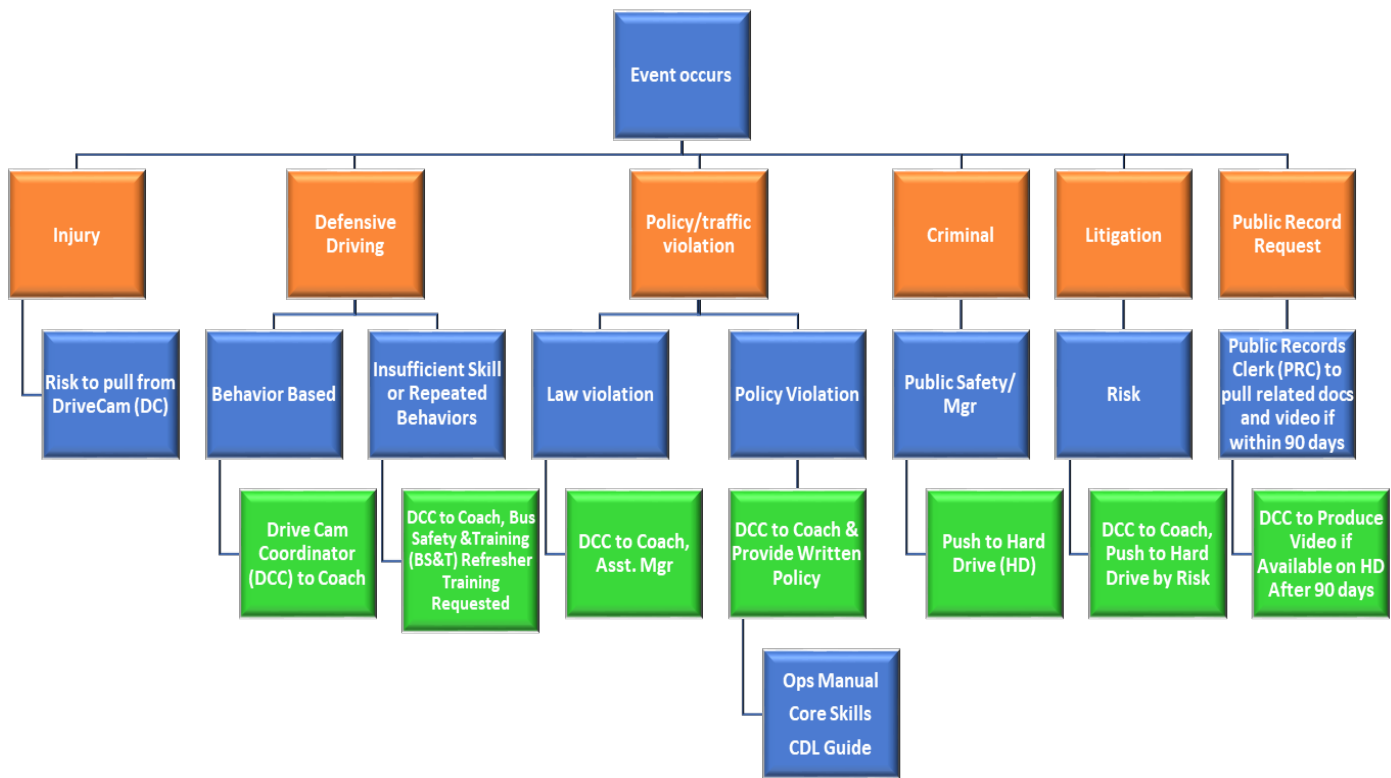 Event occurs
Injury
Defensive
Driving
Policy/traffic
violation
Criminal
Litigation
Public Record
Request
Risk to pull from
DriveCam (DC)
Behavior Based
Insufficient Skill
or Repeated
Behaviors
Law violation
Policy Violation
Public Safety/
Mgr
Risk
Public Records
Clerk (PRC) to
pull related docs
and video if
within 90 days
Drive Cam
Coordinator
(DCC) to Coach
DCC to Coach, Bus
Safety &Training
(BS&T) Refresher
Training
Requested
DCC to Coach,
Asst. Mgr
DCC to Coach &
Provide Written
Policy
Push to Hard
Drive (HD)
DCC to Coach,
Push to Hard
Drive by Risk
DCC to Produce
Video if
Available on HD
After 90 days
Ops Manual
Core Skills
CDL Guide